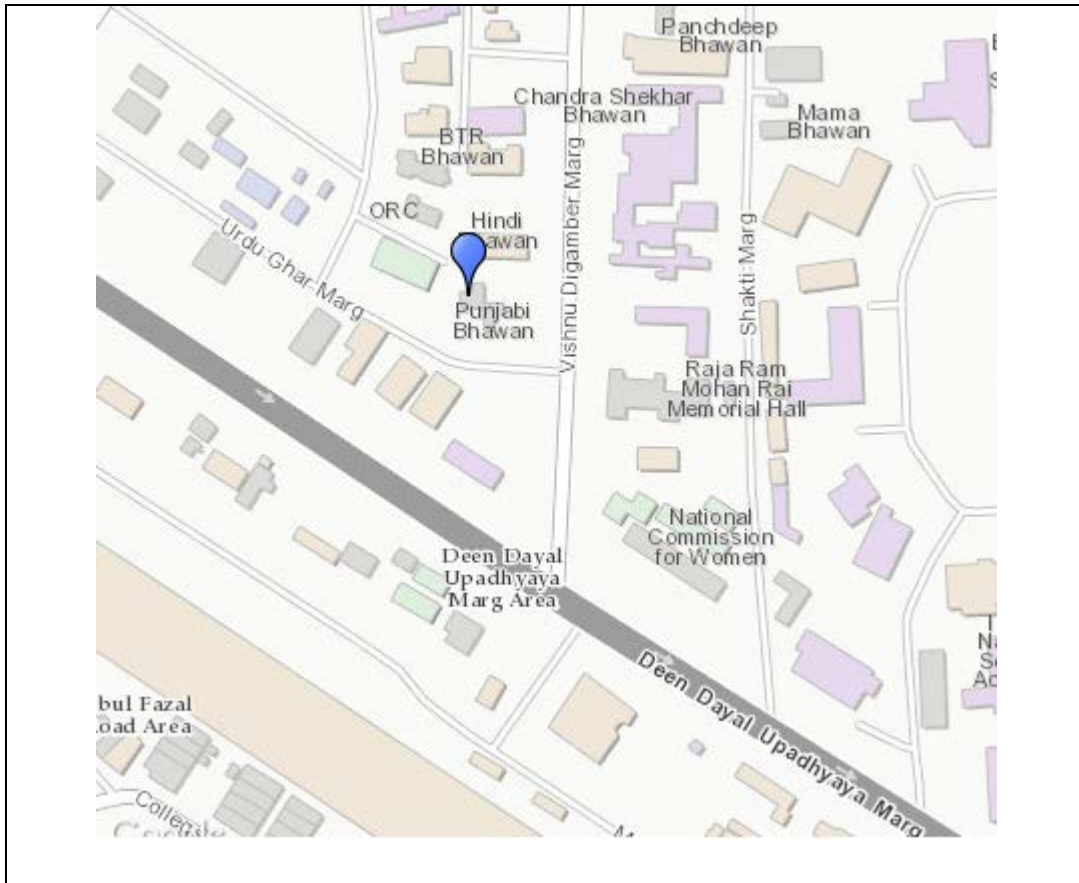 Panchdeep
Bhawan
Chandra Shekhar
Bhawan
Mama
Bhawan
BTR
Bhawan
ORC
Hindi
Urdu Ghar Marg
Vishnu Digamber Marg
Shakti Marg
Punjabi
Bhawan
Raja Ram
Mohan Rai
Memorial Hall
National
Commission
for Women
Deen Dayal
Upadhyaya
Marg Area
Deen Dayal Upadhyaya Marg
bul Fazal
oad Area